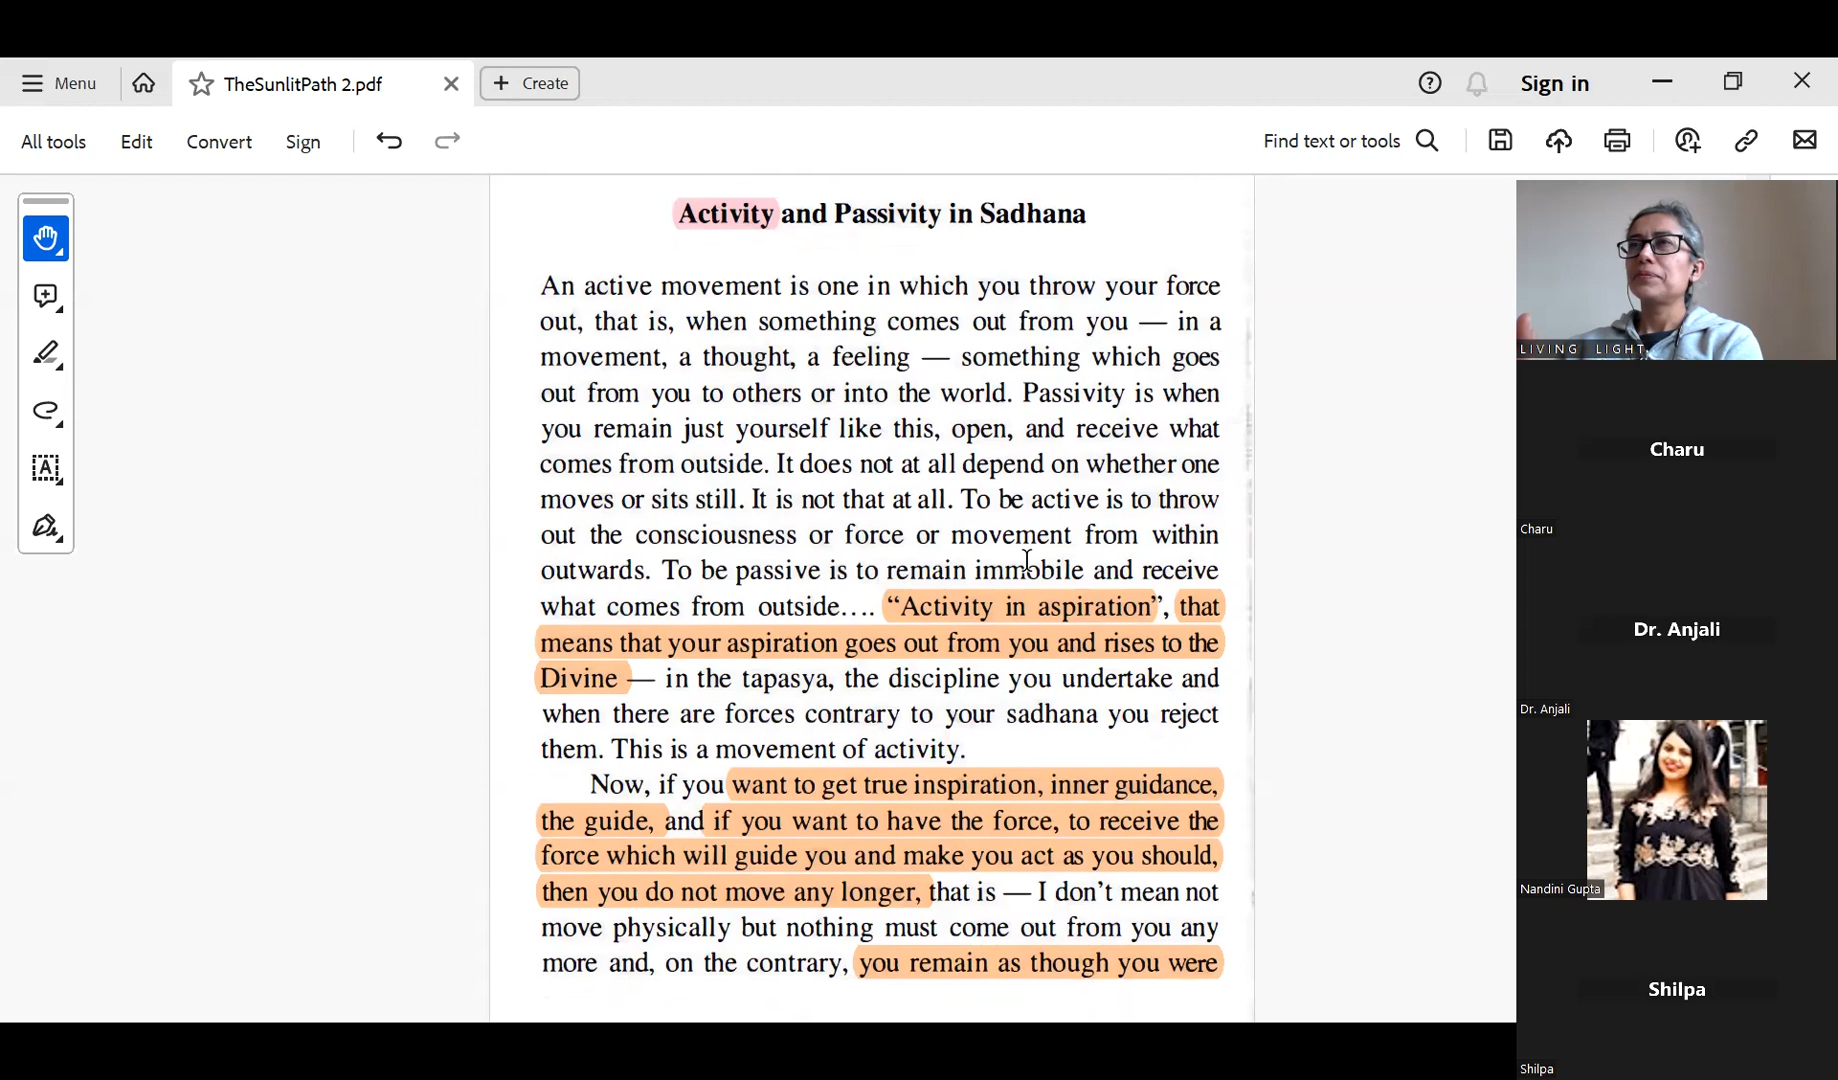 Menu
TheSunlitPath 2.pdf
Create
Sign in
All tools
Edit
Convert
Sign
Find text or tools
Activity and Passivity in Sadhana
An active movement is one in which you throw your force
out, that is, when something comes out from you — in a
movement, a thought, a feeling — something which goes
out from you to others or into the world. Passivity is when
you remain just yourself like this, open, and receive what
comes from outside. It does not at all depend on whether one
moves or sits still. It is not that at all. To be active is to throw
out the consciousness or force or movement from within
outwards. To be passive is to remain immobile and receive
what comes from outside…. “Activity in aspiration”, that
means that your aspiration goes out from you and rises to the
Divine — in the tapasya, the discipline you undertake and
when there are forces contrary to your sadhana you reject
them. This is a movement of activity.
Now, if you want to get true inspiration, inner guidance,
the guide, and if you want to have the force, to receive the
force which will guide you and make you act as you should,
then you do not move any longer, that is — I don’t mean not
move physically but nothing must come out from you any
more and, on the contrary, you remain as though you were
LIVING LIGHT
Charu
Charu
Dr. Anjali
Dr. Anjali
Nandini Gupta
Shilpa
Shilpa